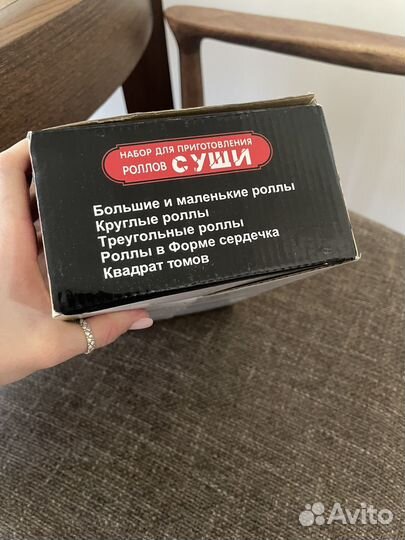 НАБОР ДЛЯ ПРИГОТОВЛЕНИЯ
РОЛЛОВ СУШИ
Большие и маленькие роллы
Круглые роллы
Треугольные роллы
Роллы в Форме сердечка
Квадрат томов
Avito